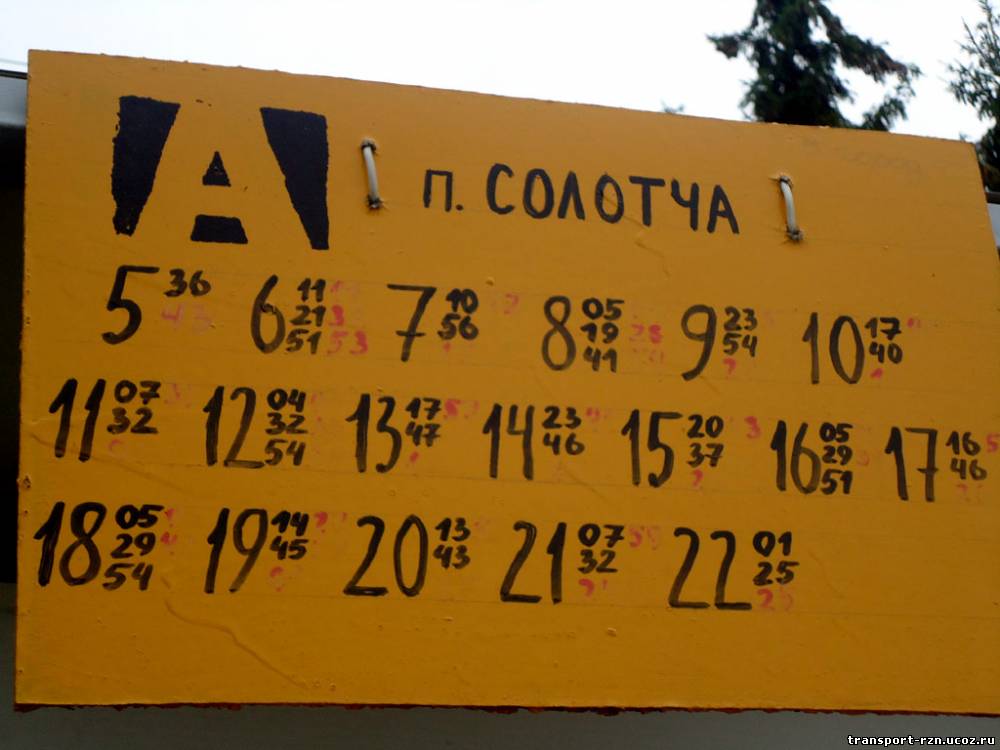 А п. СОЛОТЧА
5 36 6 11 21 51 7 10 56 8 05 19 41 9 23 54 10 17 40
11 07 32 12 04 32 54 13 17 47 14 23 46 15 20 37 16 05 29 51 17 16 46
18 05 29 54 19 14 45 20 13 43 21 07 32 22 01 25
transport-rzn.ucoz.ru